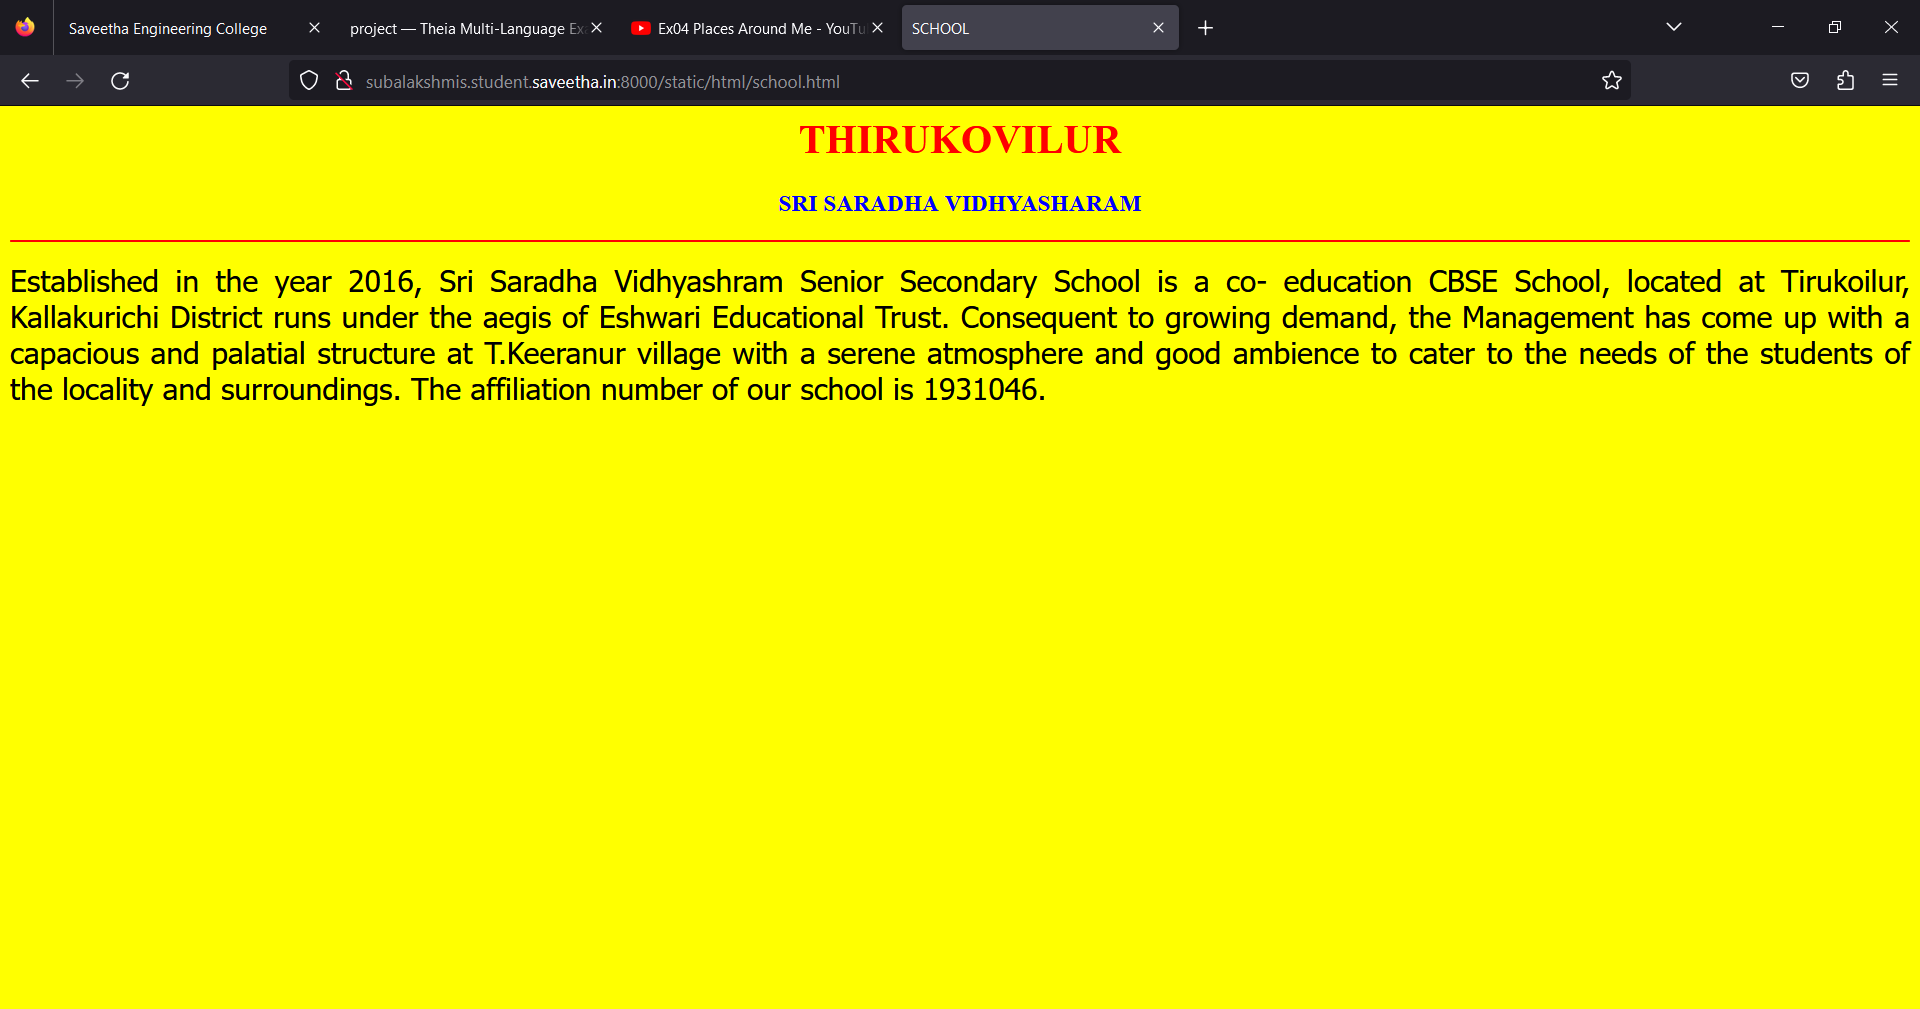 Saveetha Engineering College
project — Theia Multi-Language Ex
Ex04 Places Around Me - YouTu
SCHOOL
subalakshmis.student.saveetha.in:8000/static/html/school.html
THIRUKOVILUR
SRI SARADHA VIDHYASHARAM
Established in the year 2016, Sri Saradha Vidhyashram Senior Secondary School is a co- education CBSE School, located at Tirukoilur,
Kallakurichi District runs under the aegis of Eshwari Educational Trust. Consequent to growing demand, the Management has come up with a
capacious and palatial structure at T.Keeranur village with a serene atmosphere and good ambience to cater to the needs of the students of
the locality and surroundings. The affiliation number of our school is 1931046.